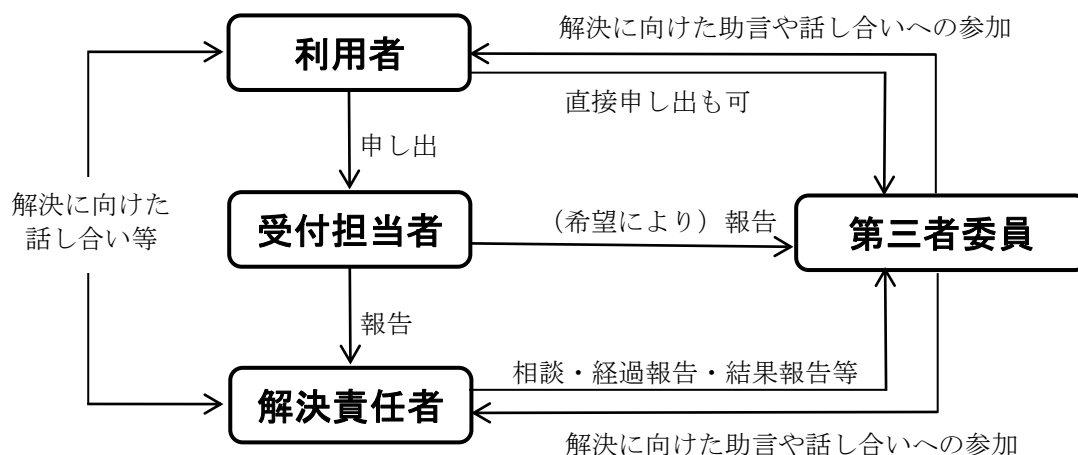 解決に向けた助言や話し合いへの参加
利用者
直接申し出も可
申し出
解決に向けた
話し合い等
受付担当者
（希望により）報告
第三者委員
報告
相談・経過報告・結果報告等
解決責任者
解決に向けた助言や話し合いへの参加